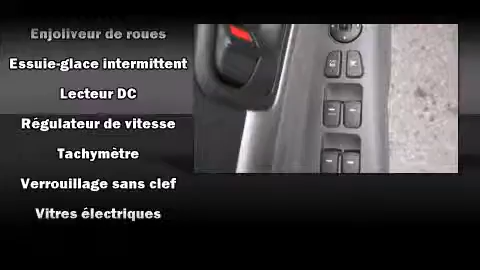 Enjoliveur de roues
Essuie-glace intermittent
Lecteur DC
Régulateur de vitesse
Tachymètre
Verrouillage sans clef
Vitres électriques